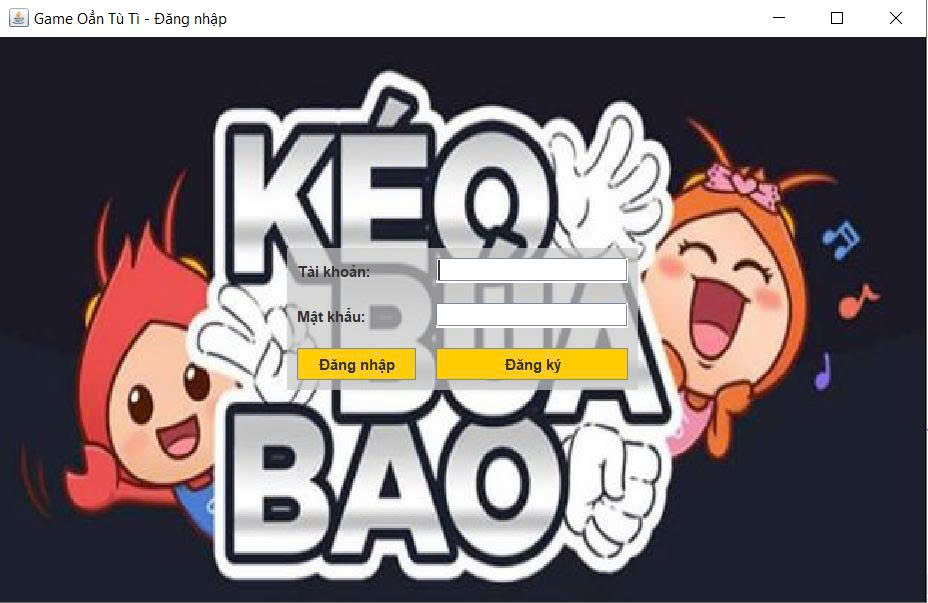 Game Oẳn Tù Tì - Đăng nhập
KÉO
Tài khoản:
BÚA
Mật khẩu:
Đăng nhập Đăng ký
BAO